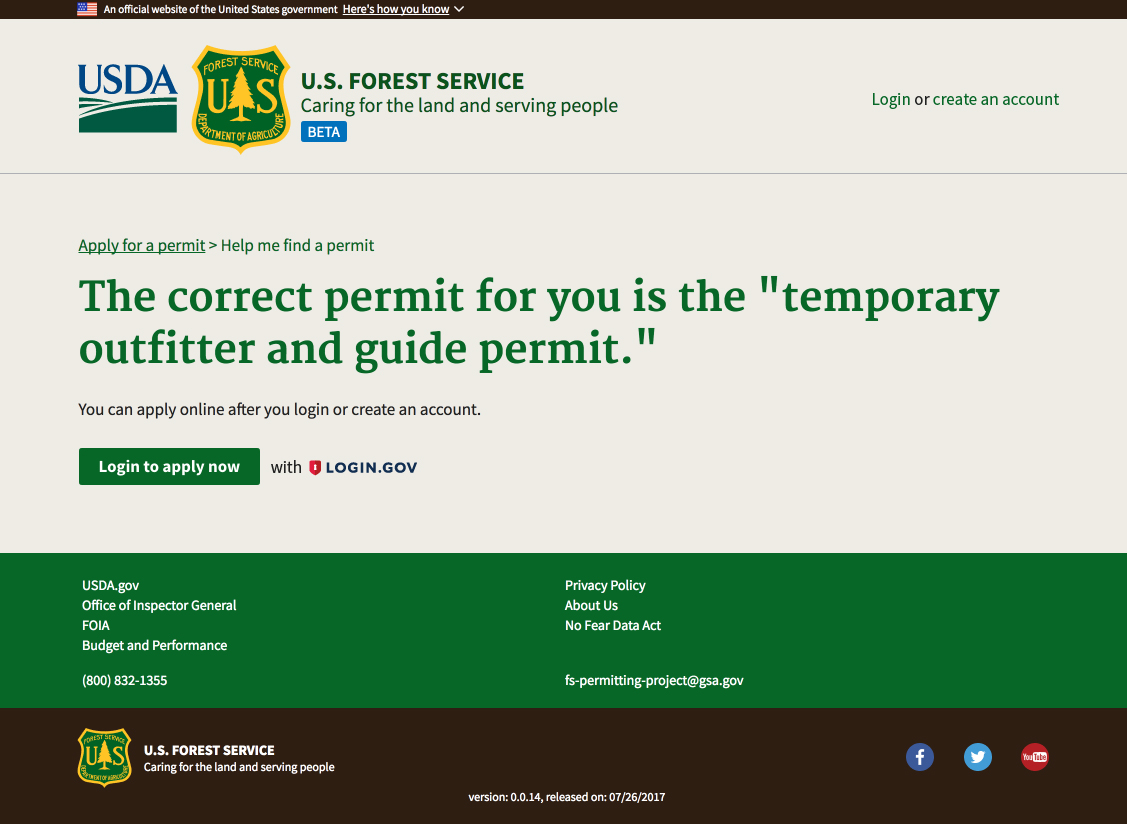 An official website of the United States government Here's how you know
USDA
FOREST SERVICE
U S
DEPARTMENT OF AGRICULTURE
U.S. FOREST SERVICE
Caring for the land and serving people
BETA
Login or create an account
Apply for a permit > Help me find a permit
The correct permit for you is the "temporary
outfitter and guide permit."
You can apply online after you login or create an account.
Login to apply now with LOGIN.GOV
USDA.gov
Office of Inspector General
FOIA
Budget and Performance
(800) 832-1355
Privacy Policy
About Us
No Fear Data Act
fs-permitting-project@gsa.gov
FOREST SERVICE
U S
DEPARTMENT OF AGRICULTURE
U.S. FOREST SERVICE
Caring for the land and serving people
YouTube
version: 0.0.14, released on: 07/26/2017